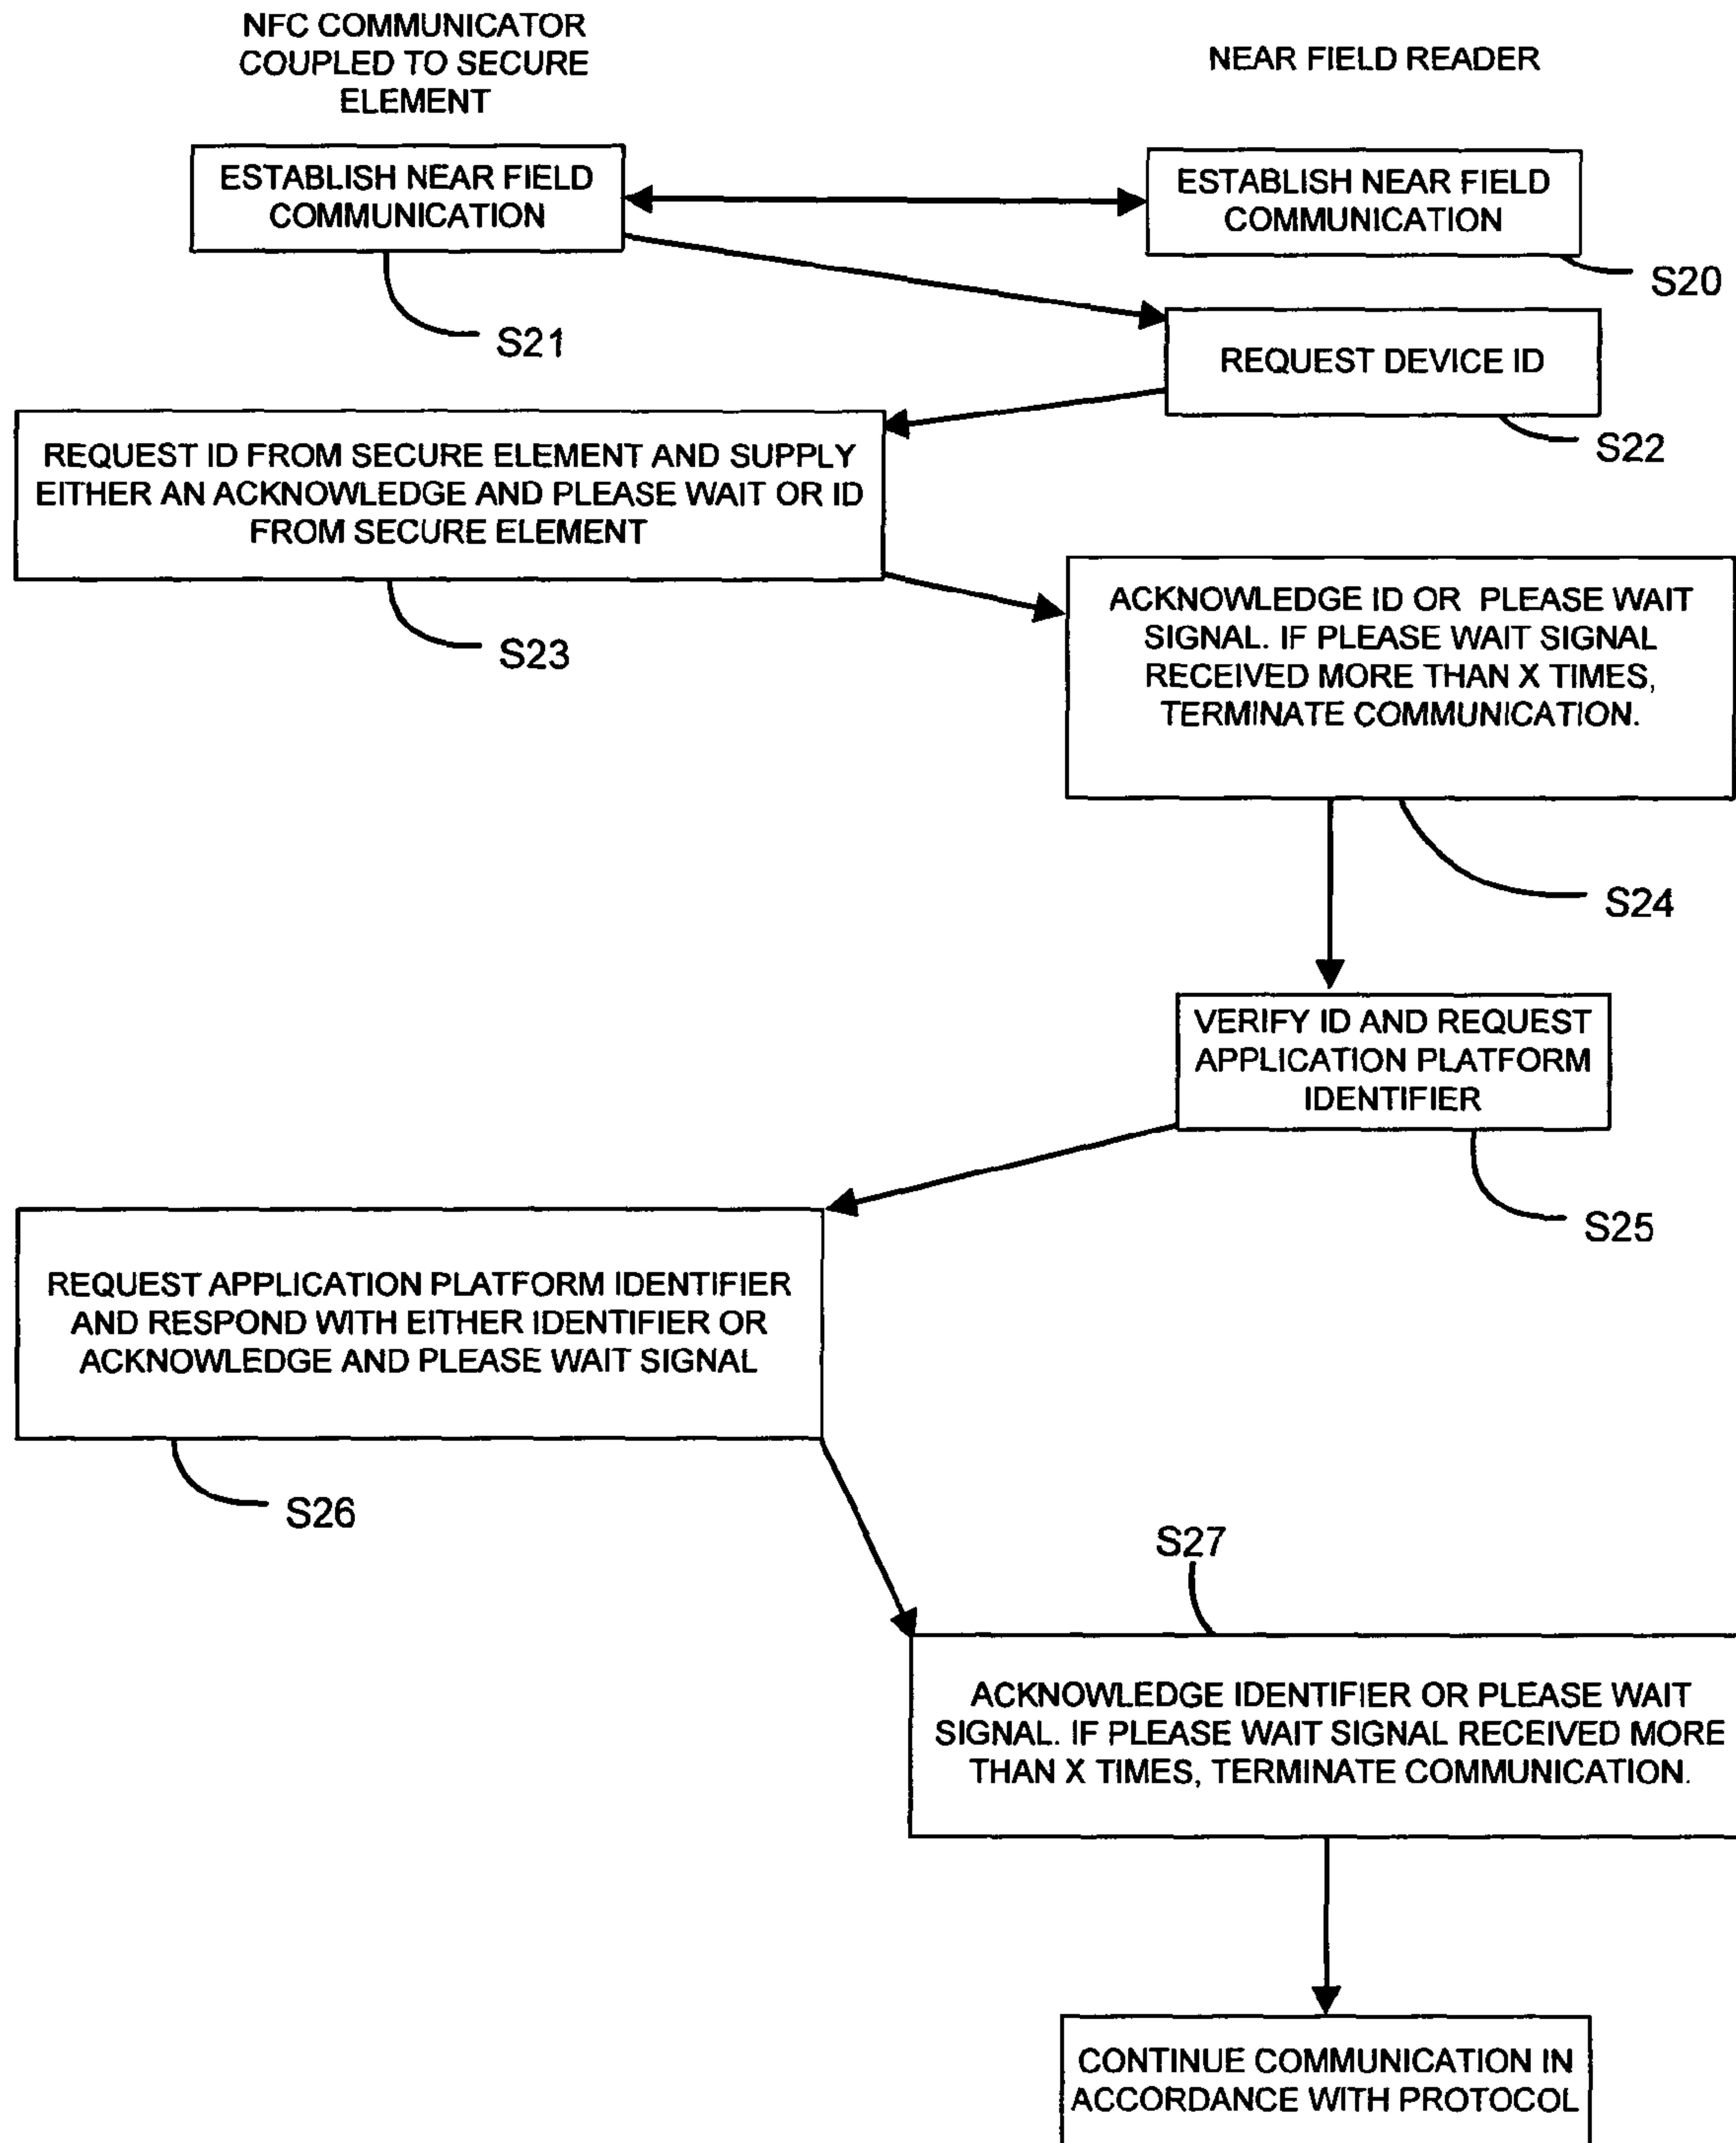 NFC COMMUNICATOR
COUPLED TO SECURE
ELEMENT
NEAR FIELD READER
ESTABLISH NEAR FIELD
COMMUNICATION
ESTABLISH NEAR FIELD
COMMUNICATION
S20
S21
REQUEST DEVICE ID
S22
REQUEST ID FROM SECURE ELEMENT AND SUPPLY
EITHER AN ACKNOWLEDGE AND PLEASE WAIT OR ID
FROM SECURE ELEMENT
S23
ACKNOWLEDGE ID OR PLEASE WAIT
SIGNAL. IF PLEASE WAIT SIGNAL
RECEIVED MORE THAN X TIMES,
TERMINATE COMMUNICATION.
S24
VERIFY ID AND REQUEST
APPLICATION PLATFORM
IDENTIFIER
S25
REQUEST APPLICATION PLATFORM IDENTIFIER
AND RESPOND WITH EITHER IDENTIFIER OR
ACKNOWLEDGE AND PLEASE WAIT SIGNAL
S26
S27
ACKNOWLEDGE IDENTIFIER OR PLEASE WAIT
SIGNAL. IF PLEASE WAIT SIGNAL RECEIVED MORE
THAN X TIMES, TERMINATE COMMUNICATION.
CONTINUE COMMUNICATION IN
ACCORDANCE WITH PROTOCOL